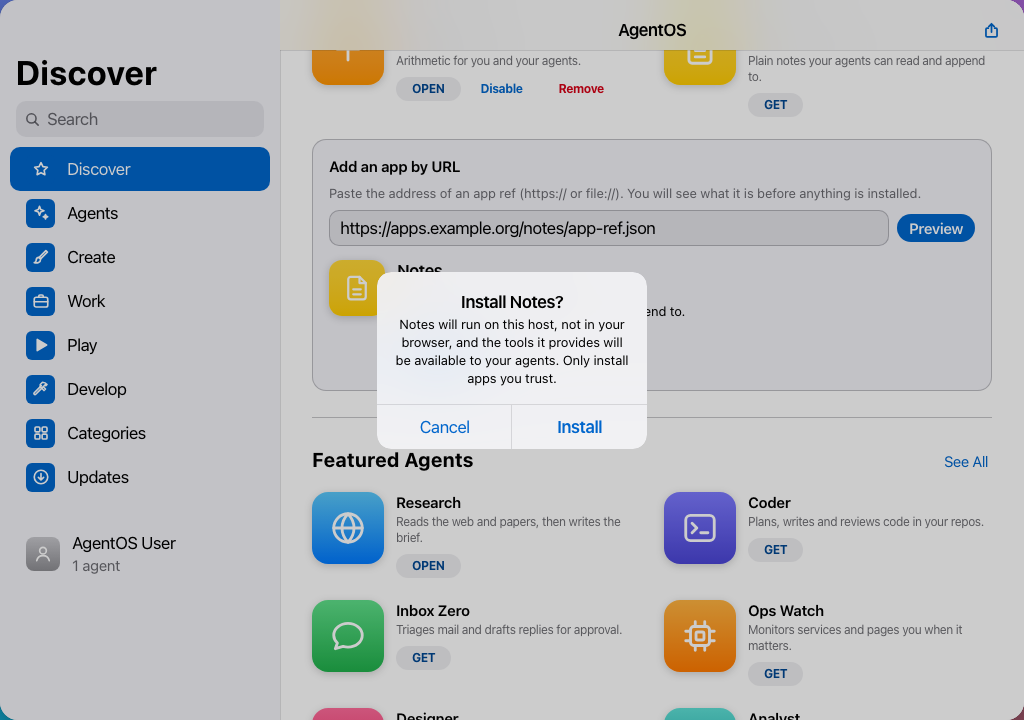 AgentOS
Discover
Search
Discover
Agents
Create
Work
Play
Develop
Categories
Updates
AgentOS User
1 agent
Arithmetic for you and your agents.
OPEN
Disable
Remove
Plain notes your agents can read and append
to.
GET
Add an app by URL
Paste the address of an app ref (https:// or file://). You will see what it is before anything is installed.
https://apps.example.org/notes/app-ref.json
Preview
Notes
end to.
Install Notes?
Notes will run on this host, not in your
browser, and the tools it provides will
be available to your agents. Only install
apps you trust.
Cancel
Install
Featured Agents
See All
Research
Reads the web and papers, then writes the
brief.
OPEN
Coder
Plans, writes and reviews code in your repos.
GET
Inbox Zero
Triages mail and drafts replies for approval.
GET
Ops Watch
Monitors services and pages you when it
matters.
GET
Designer
Analyst